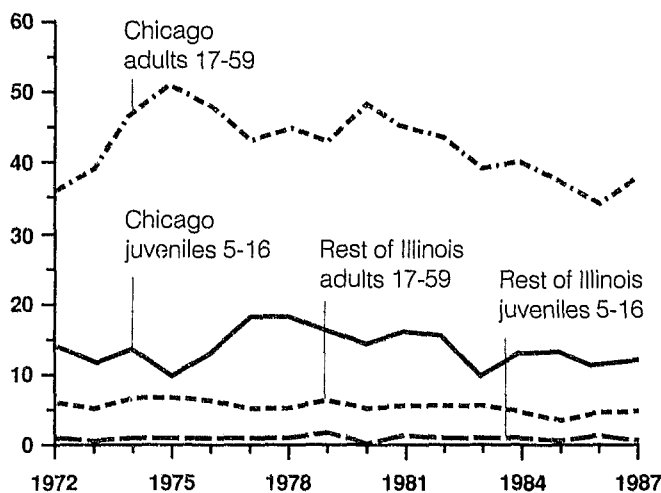 60
Chicago
adults 17-59
50
40
30
Chicago
juveniles 5-16
Rest of Illinois
adults 17-59
Rest of Illinois
juveniles 5-16
20
10
0
1972 1975 1978 1981 1984 1987